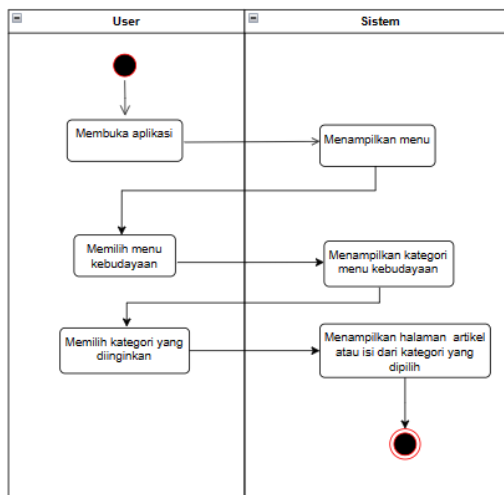 User
Sistem
Membuka aplikasi
Menampilkan menu
Memilih menu
kebudayaan
Menampilkan kategori
menu kebudayaan
Memilih kategori yang
diinginkan
Menampilkan halaman artikel
atau isi dari kategori yang
dipilih